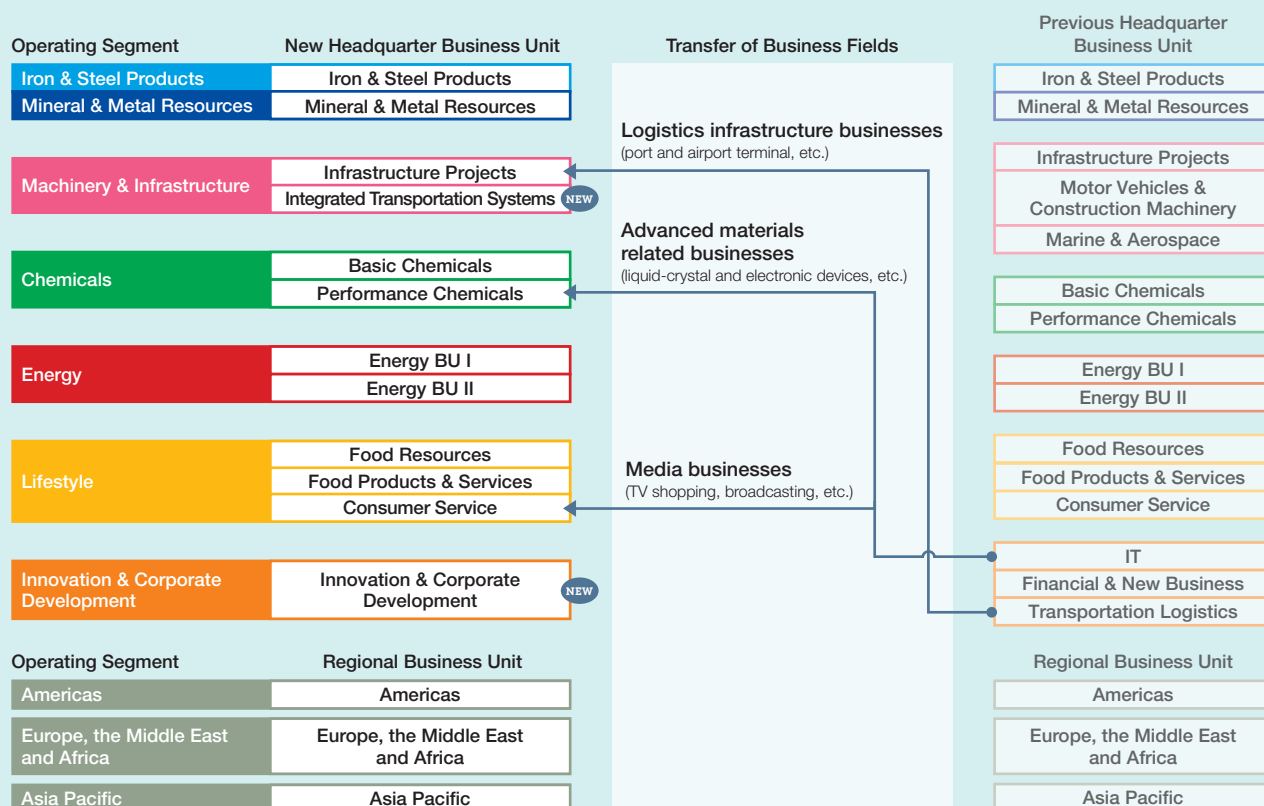 Operating Segment
New Headquarter Business Unit
Transfer of Business Fields
Previous Headquarter
Business Unit
Iron & Steel Products
Iron & Steel Products
Iron & Steel Products
Mineral & Metal Resources
Mineral & Metal Resources
Mineral & Metal Resources
Logistics infrastructure businesses
(port and airport terminal, etc.)
Machinery & Infrastructure
Infrastructure Projects
Integrated Transportation Systems
NEW
Infrastructure Projects
Motor Vehicles &
Construction Machinery
Marine & Aerospace
Advanced materials
related businesses
(liquid-crystal and electronic devices, etc.)
Chemicals
Basic Chemicals
Performance Chemicals
Basic Chemicals
Performance Chemicals
Energy
Energy BU I
Energy BU II
Energy BU I
Energy BU II
Lifestyle
Food Resources
Food Products & Services
Consumer Service
Media businesses
(TV shopping, broadcasting, etc.)
Food Resources
Food Products & Services
Consumer Service
Innovation & Corporate
Development
Innovation & Corporate
Development
NEW
IT
Financial & New Business
Transportation Logistics
Operating Segment
Regional Business Unit
Regional Business Unit
Americas
Americas
Americas
Europe, the Middle East
and Africa
Europe, the Middle East
and Africa
Europe, the Middle East
and Africa
Asia Pacific
Asia Pacific
Asia Pacific